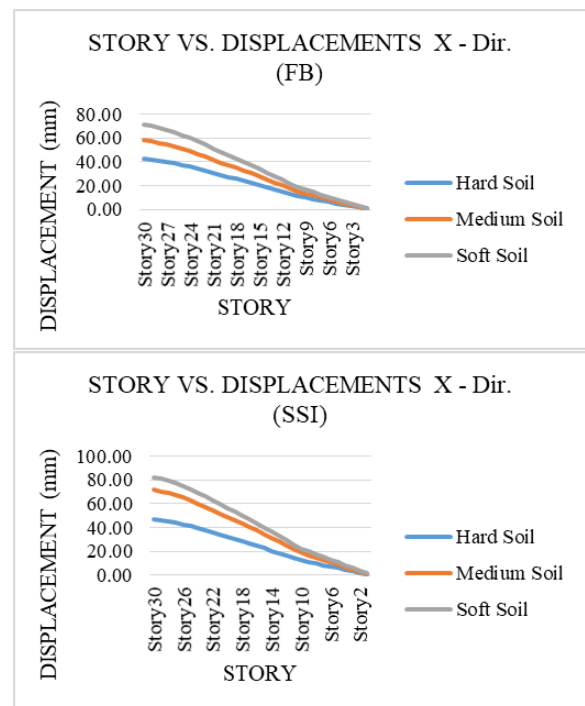 STORY VS. DISPLACEMENTS X - Dir.
(FB)
DISPLACEMENT (mm)
80.00
60.00
40.00
20.00
0.00
Story30
Story27
Story24
Story21
Story18
Story15
Story12
Story9
Story6
Story3
STORY
Hard Soil
Medium Soil
Soft Soil
STORY VS. DISPLACEMENTS X - Dir.
(SSI)
DISPLACEMENT (mm)
100.00
80.00
60.00
40.00
20.00
0.00
Story30
Story26
Story22
Story18
Story14
Story10
Story6
Story2
STORY
Hard Soil
Medium Soil
Soft Soil